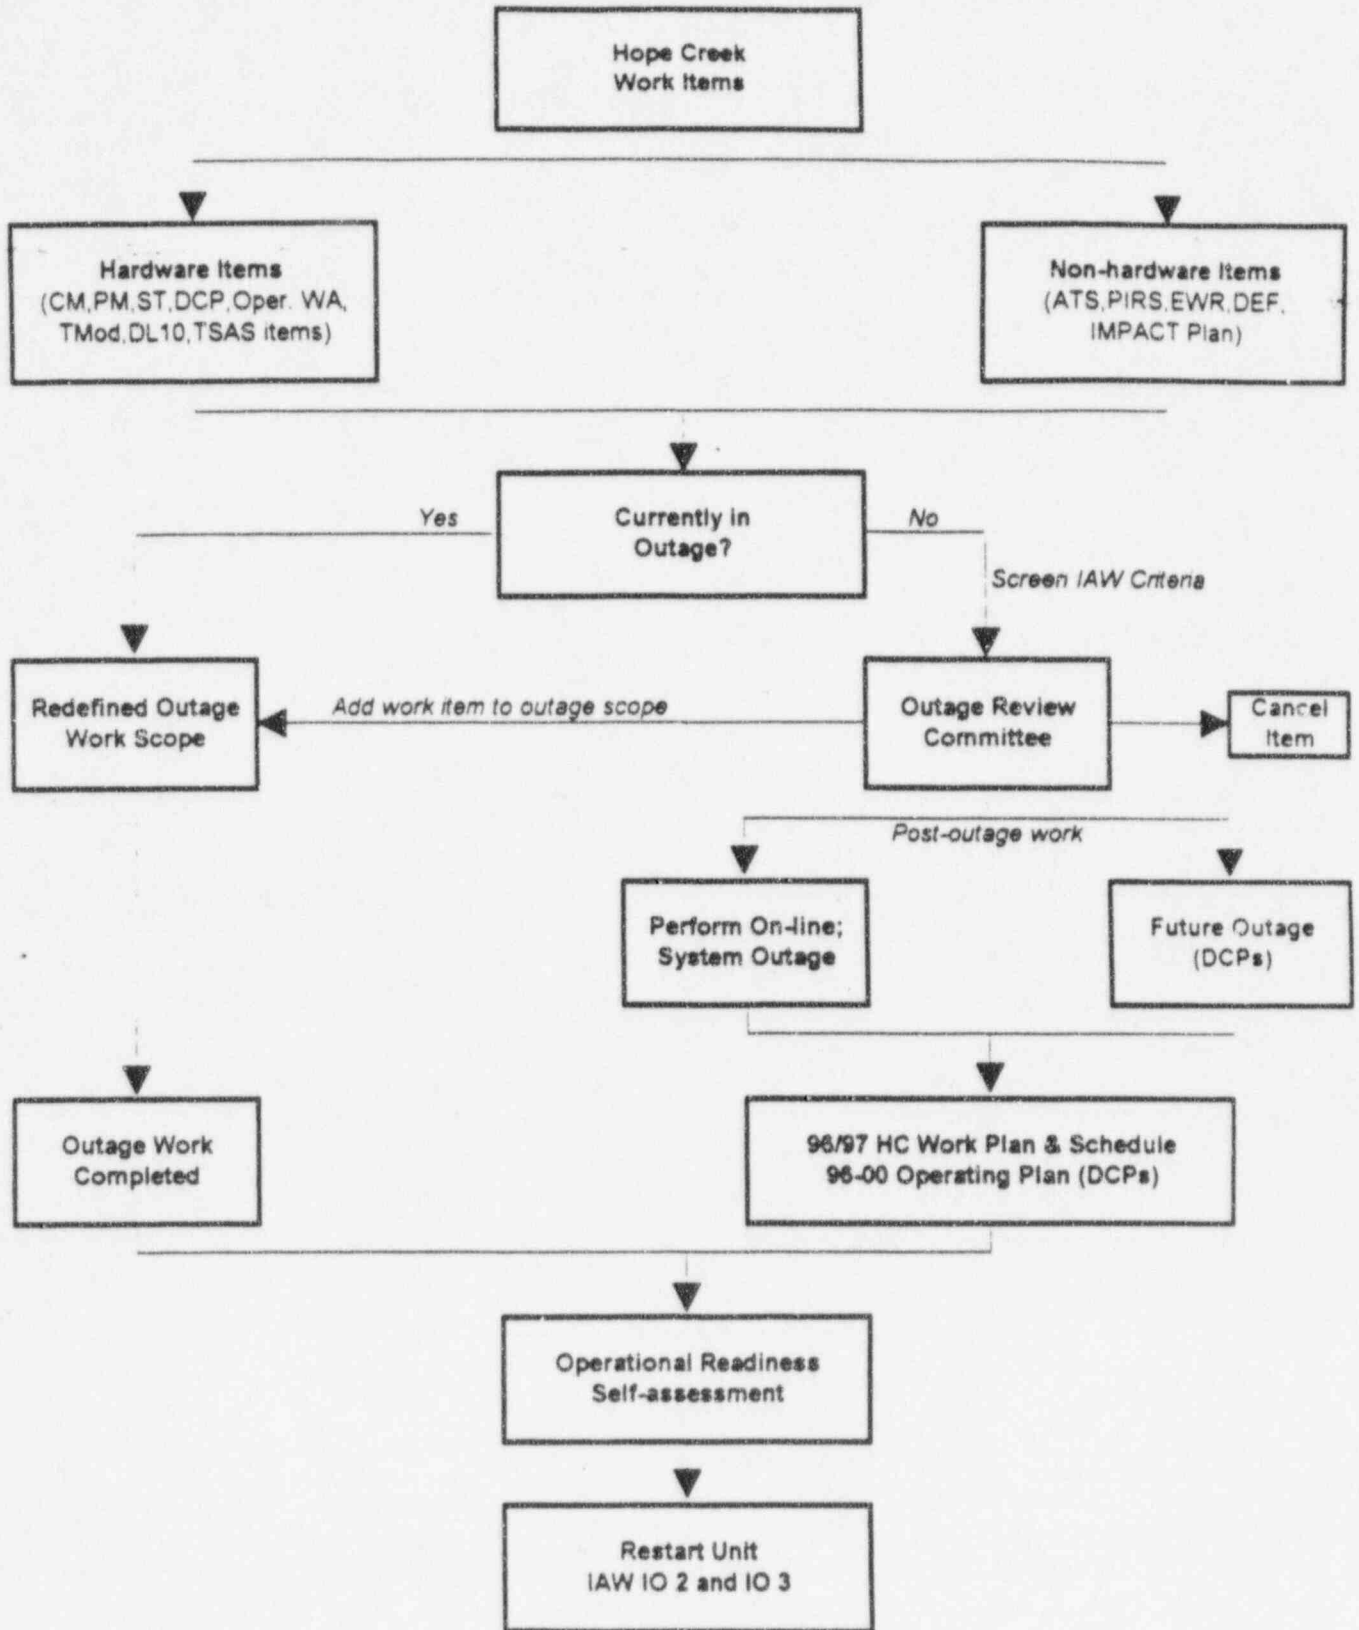 Hope Creek
Work Items
Hardware Items
(CM,PM,ST,DCP,Oper. WA,
TMod,DL10,TSAS items)
Non-hardware Items
(ATS,PIRS,EWR,DEF,
IMPACT Plan)
Currently in
Outage?
Yes
No
Screen IAW Criteria
Redefined Outage
Work Scope
Add work item to outage scope
Outage Review
Committee
Cancel
Item
Post-outage work
Perform On-line;
System Outage
Future Outage
(DCPs)
Outage Work
Completed
96/97 HC Work Plan & Schedule
96-00 Operating Plan (DCPs)
Operational Readiness
Self-assessment
Restart Unit
IAW IO 2 and IO 3